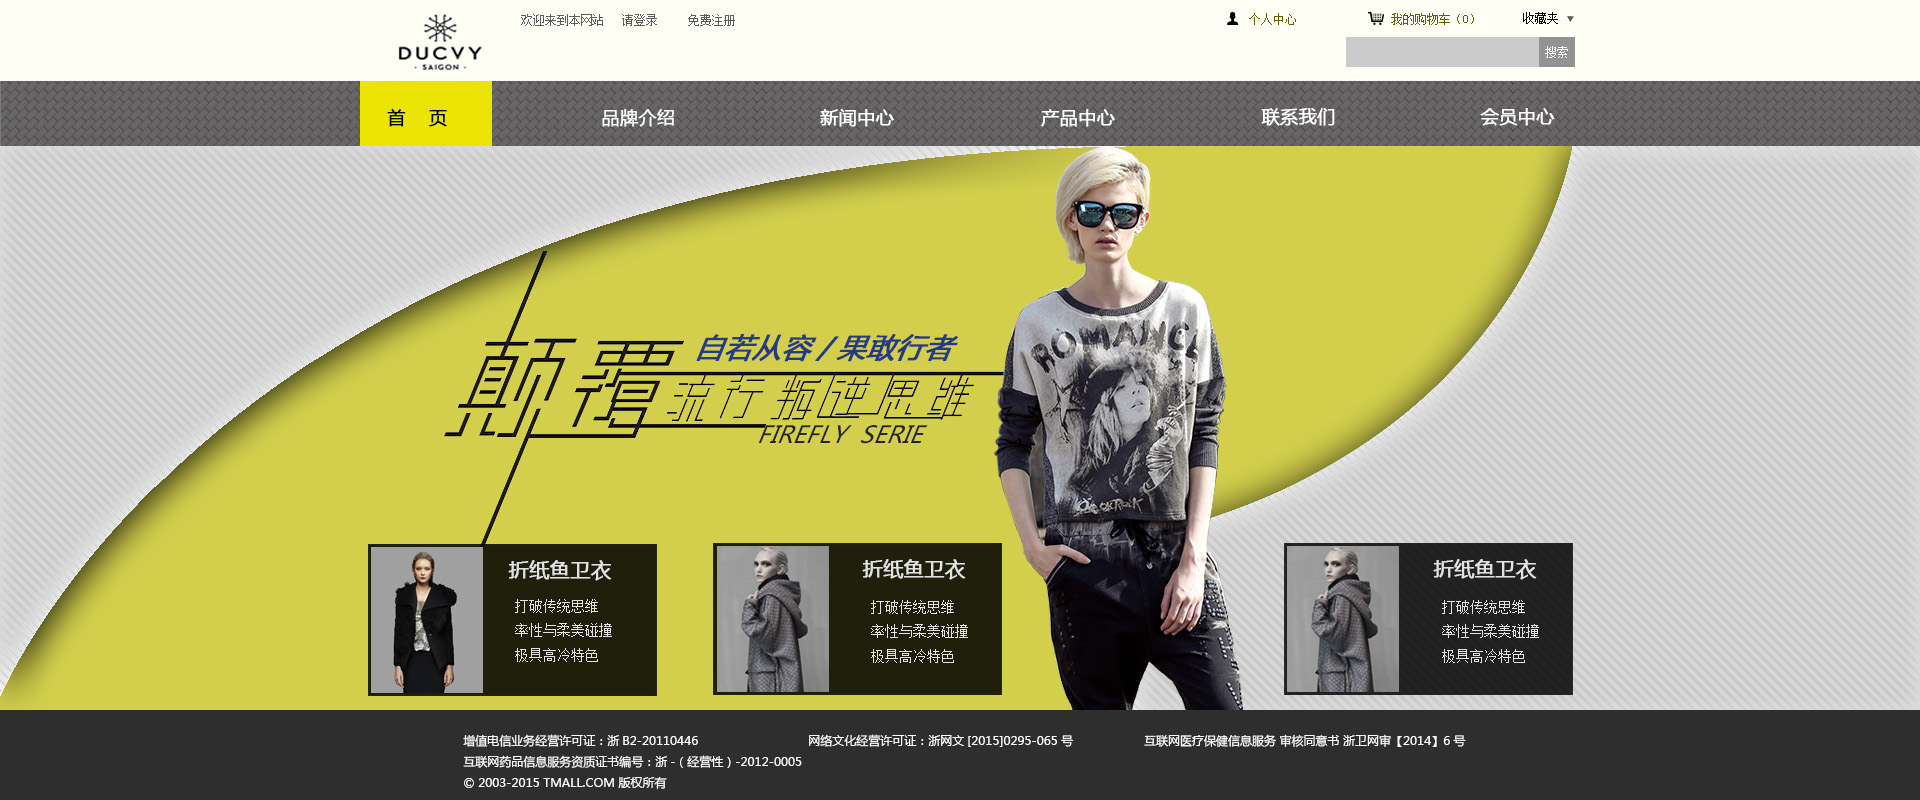 欢迎来到本网站 请登录 免费注册
个人中心 我的购物车（0） 收藏夹
DUCVY
·SAIGON·
搜索
首 页 品牌介绍 新闻中心 产品中心 联系我们 会员中心
自若从容/果敢行者
颠覆
流行叛逆思维
FIREFLY SERIE
ROMANCE
折纸鱼卫衣
打破传统思维
率性与柔美碰撞
极具高冷特色
折纸鱼卫衣
打破传统思维
率性与柔美碰撞
极具高冷特色
折纸鱼卫衣
打破传统思维
率性与柔美碰撞
极具高冷特色
增值电信业务经营许可证：浙 B2-20110446 网络文化经营许可证：浙网文 [2015]0295-065 号 互联网医疗保健信息服务 审核同意书 浙卫网审【2014】6 号
互联网药品信息服务资质证书编号：浙 -（经营性）-2012-0005
© 2003-2015 TMALL.COM 版权所有